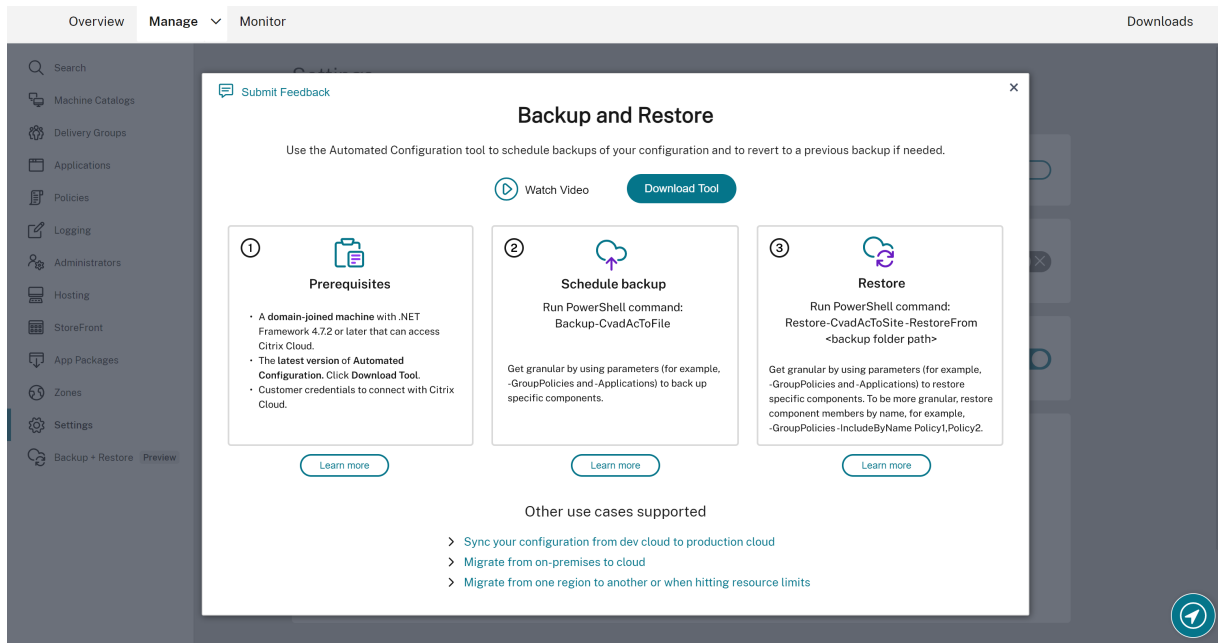 Overview
Manage
Monitor
Downloads
Search
Machine Catalogs
Delivery Groups
Applications
Policies
Logging
Administrators
Hosting
StoreFront
App Packages
Zones
Settings
Backup + Restore Preview
Settings
Submit Feedback
Backup and Restore
Use the Automated Configuration tool to schedule backups of your configuration and to revert to a previous backup if needed.
Watch Video
Download Tool
1
Prerequisites
• A domain-joined machine with .NET
Framework 4.7.2 or later that can access
Citrix Cloud.
• The latest version of Automated
Configuration. Click Download Tool.
• Customer credentials to connect with Citrix
Cloud.
Learn more
2
Schedule backup
Run PowerShell command:
Backup-CvadAcToFile
Get granular by using parameters (for example,
-GroupPolicies and -Applications) to back up
specific components.
Learn more
3
Restore
Run PowerShell command:
Restore-CvadAcToSite -RestoreFrom
<backup folder path>
Get granular by using parameters (for example,
-GroupPolicies and -Applications) to restore
specific components. To be more granular, restore
component members by name, for example,
-GroupPolicies -IncludeByName Policy1,Policy2.
Learn more
Other use cases supported
Sync your configuration from dev cloud to production cloud
Migrate from on-premises to cloud
Migrate from one region to another or when hitting resource limits